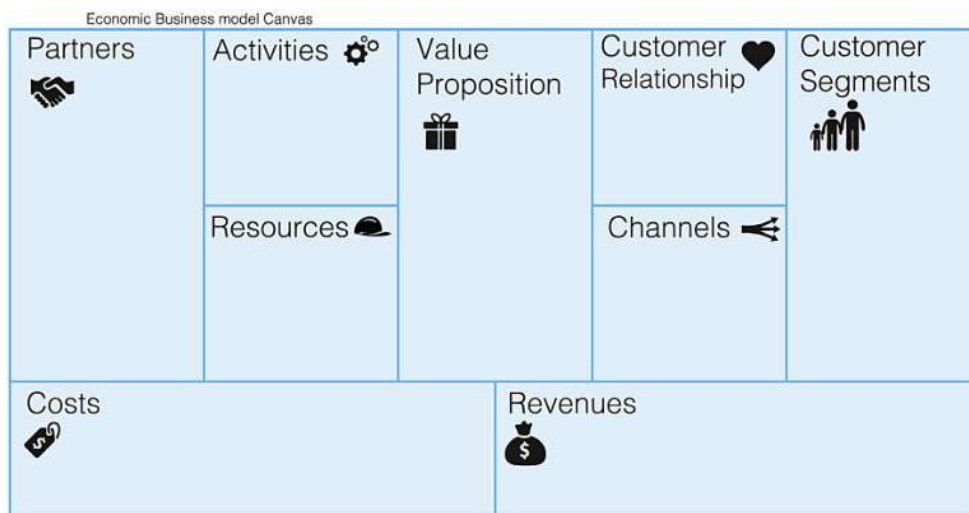 Economic Business model Canvas
Partners
Activities
Resources
Value
Proposition
Customer
Relationship
Channels
Customer
Segments
Costs
$
Revenues
$